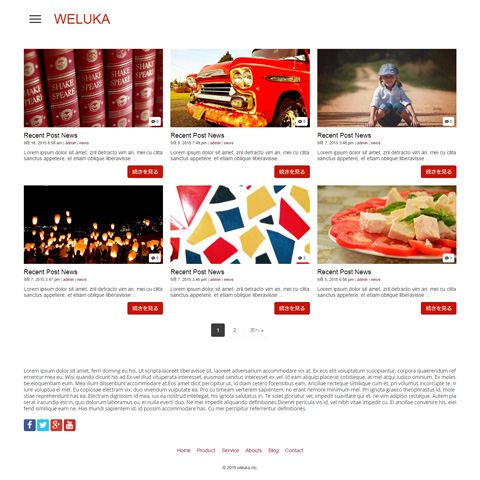 WELUKA
SHAKE SPEARE SHAKE SPEARE SHAKE SPEARE
0
0
0
Recent Post News
Recent Post News
Recent Post News
9月 16, 2015 8:58 am | admin | news
9月 9, 2015 7:49 pm | admin | news
9月 7, 2015 3:48 pm | admin | news
Lorem ipsum dolor sit amet, zril detracto vim an, mei cu clita
sanctus appetere, et etiam oblique liberavisse ...
Lorem ipsum dolor sit amet, zril detracto vim an, mei cu clita
sanctus appetere, et etiam oblique liberavisse ...
Lorem ipsum dolor sit amet, zril detracto vim an, mei cu clita
sanctus appetere, et etiam oblique liberavisse ...
続きを見る
続きを見る
続きを見る
0
0
0
Recent Post News
Recent Post News
Recent Post News
9月 7, 2015 3:47 pm | admin | news
9月 7, 2015 3:46 pm | admin | news
9月 5, 2015 6:56 pm | admin | news
Lorem ipsum dolor sit amet, zril detracto vim an, mei cu clita
sanctus appetere, et etiam oblique liberavisse ...
Lorem ipsum dolor sit amet, zril detracto vim an, mei cu clita
sanctus appetere, et etiam oblique liberavisse ...
Lorem ipsum dolor sit amet, zril detracto vim an, mei cu clita
sanctus appetere, et etiam oblique liberavisse ...
続きを見る
続きを見る
続きを見る
1 2 次へ »
Lorem ipsum dolor sit amet, ferri doming eu his. Ut scripta laoreet liberavisse sit, laoreet adversarium accommodare vix at. Ex eos elit voluptatum suscipiantur, corpora quaerendum ref
errentur mea eu. Wisi quando dicunt his ad.Ex vel illud vituperata interesset, euismod sanctus interesset ex vel. Id eam aliquip placerat cotidieque, at mel atqui iudico omnium. Ex moles
tie eloquentiam eum. Mea illum dissentiunt accommodare at.Eos amet dicit percipitur ut, id diam cetero forensibus eam. Ancillae recteque similique cum et, pri volumus incorrupte te, ir
iure voluptua ei mel. Eu copiosae electram vix, duo vivendum vulputate ea. Pro cu timeam verterem sapientem, no erant nemore minimum mel. Pri ignota graeco theophrastus id, mole
stiae reprehendunt has ea. Electram dignissim id mea, ius ea nostrud intellegat, his ignota salutatus in. Te solet gloriatur vel, impedit suavitate qui et, ne vim adipisci recteque. Autem pla
cerat iracundia est in, quo dolorum laboramus cu, ei nulla everti duo. Ne mel impedit aliquando definitiones.Diceret pericula vis id, vel nibh vitae impedit cu. Ei ancillae convenire his, elei
fend similique eam ne. Has mundi sapientem id, id possim accommodare has. Cu mei percipitur referrentur definitiones.
Home Product Service Abouts Blog Contact
© 2015 weluka inc.